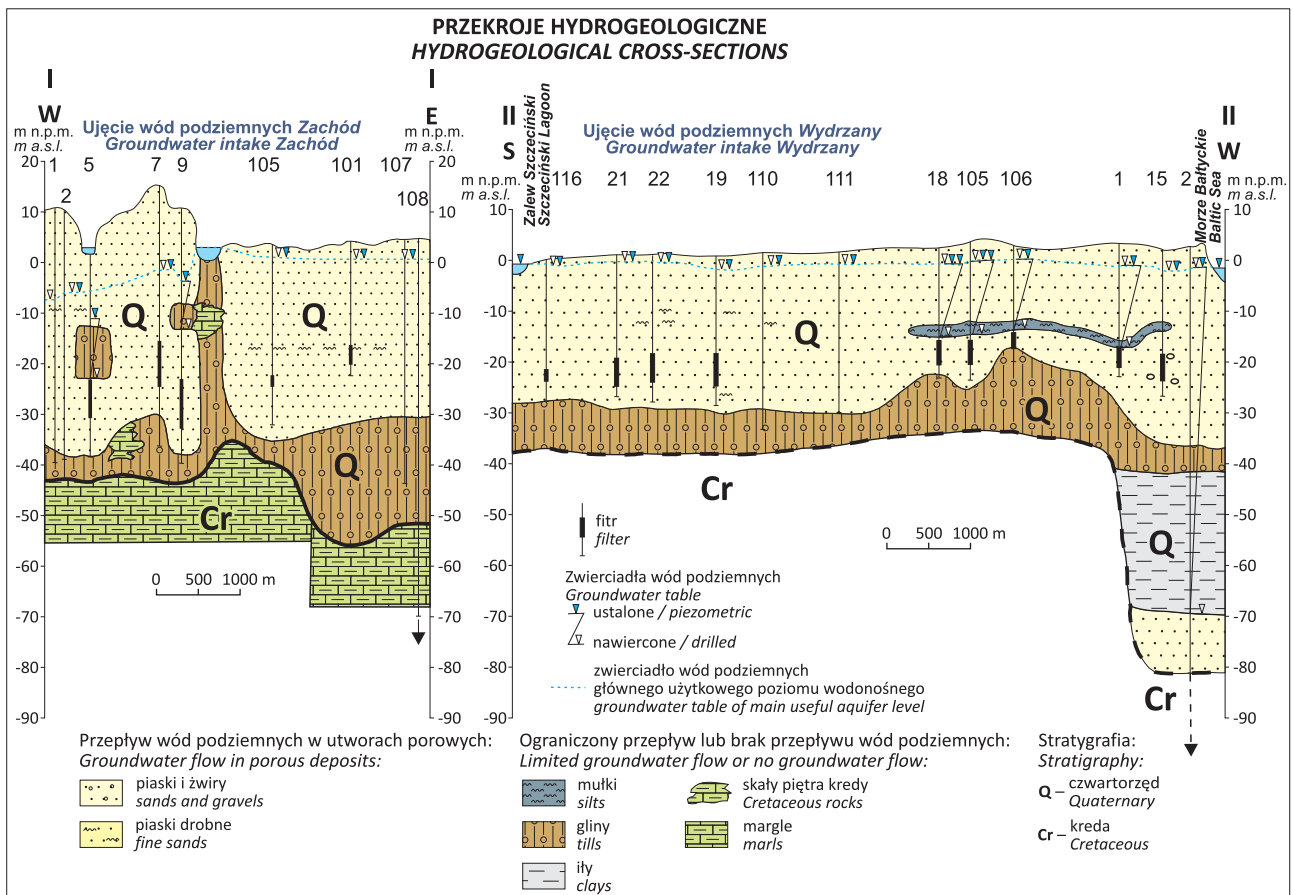 PRZEKROJE HYDROGEOLOGICZNE
HYDROGEOLOGICAL CROSS-SECTIONS
I
W
m n.p.m.
m a.s.l.
Ujęcie wód podziemnych Zachód
Groundwater intake Zachód
I
E
m n.p.m.
m a.s.l.
1 5 7 9 105 101 107
2 108
20
10
0
-10
-20
-30
-40
-50
-60
-70
-80
-90
20
10
0
-10
-20
-30
-40
-50
-60
-70
-80
-90
Q
Q
Q
Cr
0 500 1000 m
II
S
m n.p.m.
m a.s.l.
Zalew Szczeciński
Szczeciński Lagoon
Ujęcie wód podziemnych Wydrzany
Groundwater intake Wydrzany
Morze Bałtyckie
Baltic Sea
II
W
m n.p.m.
m a.s.l.
116 21 22 19 110 111 18 105 106 1 15 2
10
0
-10
-20
-30
-40
-50
-60
-70
-80
-90
10
0
-10
-20
-30
-40
-50
-60
-70
-80
-90
Q
Q
Cr
Q
Cr
0 500 1000 m
fitr
filter
Zwierciadła wód podziemnych
Groundwater table
ustalone / piezometric
nawiercone / drilled
zwierciadło wód podziemnych
głównego użytkowego poziomu wodonośnego
groundwater table of main useful aquifer level
Przepływ wód podziemnych w utworach porowych:
Groundwater flow in porous deposits:
piaski i żwiry
sands and gravels
piaski drobne
fine sands
Ograniczony przepływ lub brak przepływu wód podziemnych:
Limited groundwater flow or no groundwater flow:
mułki
silts
gliny
tills
iły
clays
skały piętra kredy
Cretaceous rocks
margle
marls
Stratygrafia:
Stratigraphy:
Q – czwartorzęd
Quaternary
Cr – kreda
Cretaceous